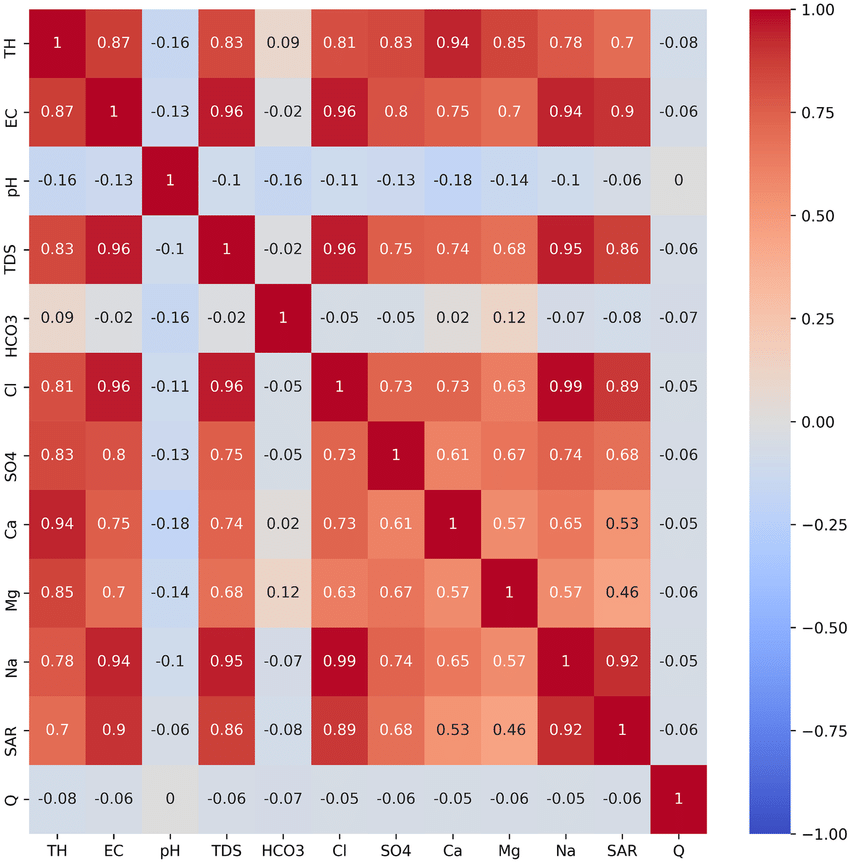 TH 1 0.87 -0.16 0.83 0.09 0.81 0.83 0.94 0.85 0.78 0.7 -0.08
EC 0.87 1 -0.13 0.96 -0.02 0.96 0.8 0.75 0.7 0.94 0.9 -0.06
pH -0.16 -0.13 1 -0.1 -0.16 -0.11 -0.13 -0.18 -0.14 -0.1 -0.06 0
TDS 0.83 0.96 -0.1 1 -0.02 0.96 0.75 0.74 0.68 0.95 0.86 -0.06
HCO3 0.09 -0.02 -0.16 -0.02 1 -0.05 -0.05 0.02 0.12 -0.07 -0.08 -0.07
Cl 0.81 0.96 -0.11 0.96 -0.05 1 0.73 0.73 0.63 0.99 0.89 -0.05
SO4 0.83 0.8 -0.13 0.75 -0.05 0.73 1 0.61 0.67 0.74 0.68 -0.06
Ca 0.94 0.75 -0.18 0.74 0.02 0.73 0.61 1 0.57 0.65 0.53 -0.05
Mg 0.85 0.7 -0.14 0.68 0.12 0.63 0.67 0.57 1 0.57 0.46 -0.06
Na 0.78 0.94 -0.1 0.95 -0.07 0.99 0.74 0.65 0.57 1 0.92 -0.05
SAR 0.7 0.9 -0.06 0.86 -0.08 0.89 0.68 0.53 0.46 0.92 1 -0.06
Q -0.08 -0.06 0 -0.06 -0.07 -0.05 -0.06 -0.05 -0.06 -0.05 -0.06 1
TH EC pH TDS HCO3 Cl SO4 Ca Mg Na SAR Q
1.00
0.75
0.50
0.25
0.00
−0.25
−0.50
−0.75
−1.00